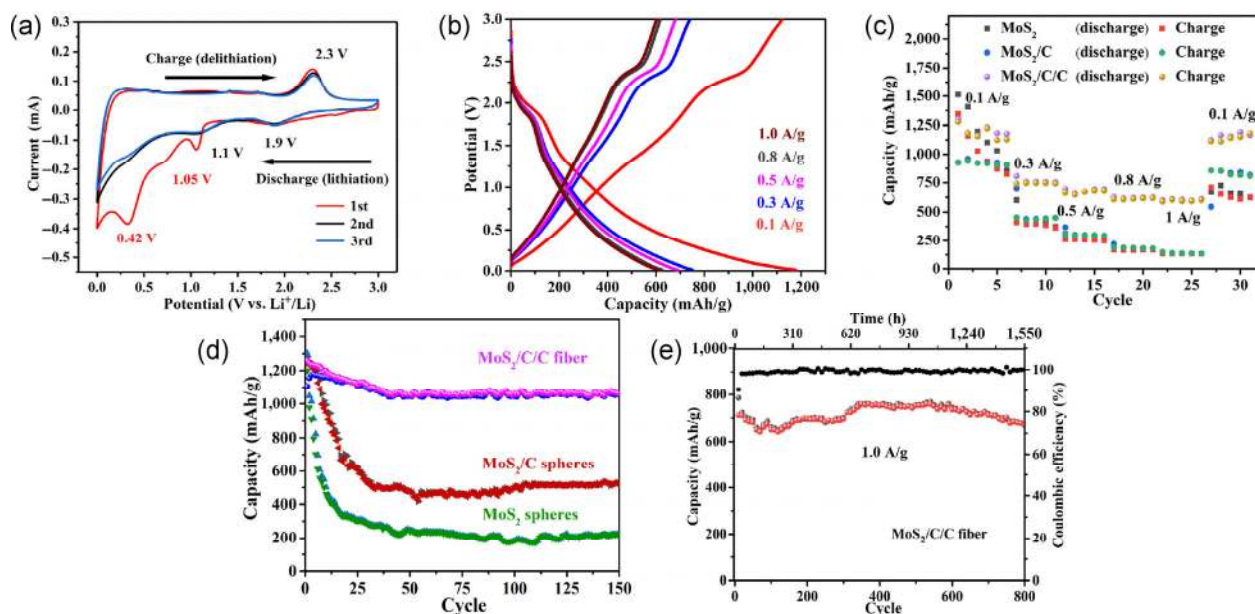 (a)
Charge (delithiation)
2.3 V
1.9 V
1.1 V
1.05 V
Discharge (lithiation)
0.42 V
1st
2nd
3rd
0.2
0.1
0.0
−0.1
−0.2
−0.3
−0.4
−0.5
Current (mA)
0.0 0.5 1.0 1.5 2.0 2.5 3.0
Potential (V vs. Li⁺/Li)
(b)
3.0
2.5
2.0
1.5
1.0
0.5
0.0
Potential (V)
1.0 A/g
0.8 A/g
0.5 A/g
0.3 A/g
0.1 A/g
0 200 400 600 800 1,000 1,200
Capacity (mAh/g)
(c)
MoS₂ (discharge) Charge
MoS₂/C (discharge) Charge
MoS₂/C/C (discharge) Charge
2,000
1,750
1,500
1,250
1,000
750
500
250
0
Capacity (mAh/g)
0.1 A/g
0.3 A/g
0.5 A/g
0.8 A/g
1 A/g
0.1 A/g
0 5 10 15 20 25 30
Cycle
(d)
1,400
1,200
1,000
800
600
400
200
0
Capacity (mAh/g)
MoS₂/C/C fiber
MoS₂/C spheres
MoS₂ spheres
0 25 50 75 100 125 150
Cycle
(e)
Time (h)
0 310 620 930 1,240 1,550
1,000
900
800
700
600
500
400
300
Capacity (mAh/g)
1.0 A/g
MoS₂/C/C fiber
100
80
60
40
20
0
Coulombic efficiency (%)
0 200 400 600 800
Cycle